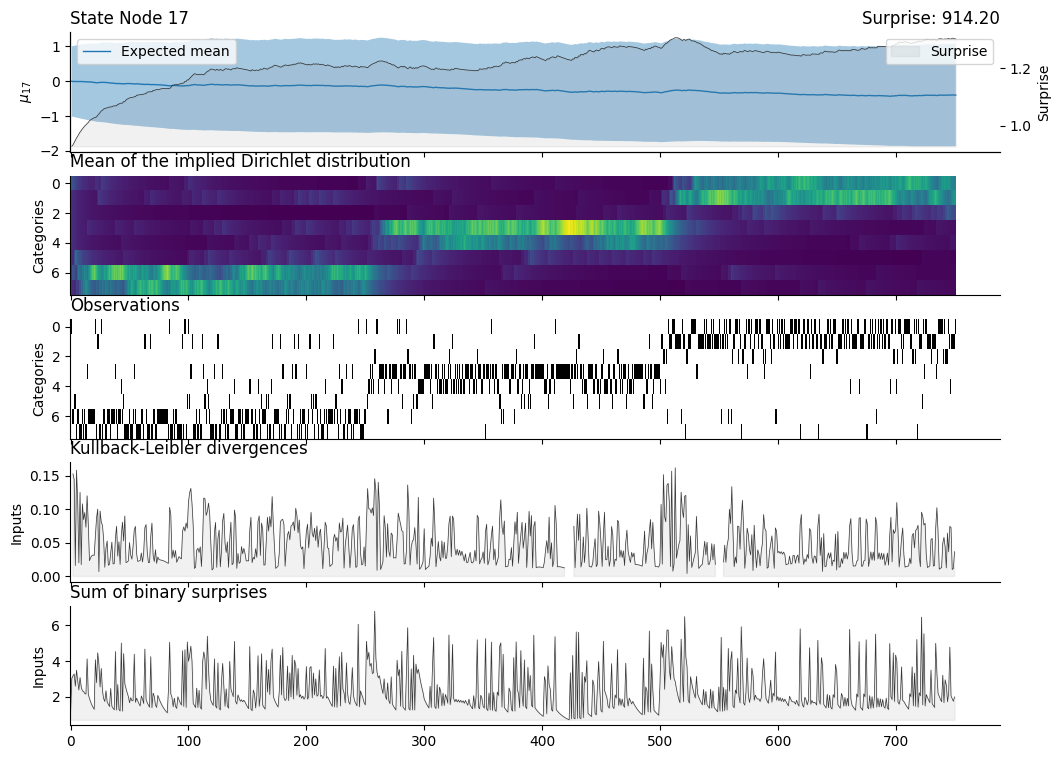 State Node 17
Surprise: 914.20
Expected mean
Surprise
1
0
−1
−2
μ17
1.2
1.0
Surprise
Mean of the implied Dirichlet distribution
0
2
4
6
Categories
Observations
0
2
4
6
Categories
Kullback-Leibler divergences
0.15
0.10
0.05
0.00
Inputs
Sum of binary surprises
6
4
2
Inputs
0 100 200 300 400 500 600 700